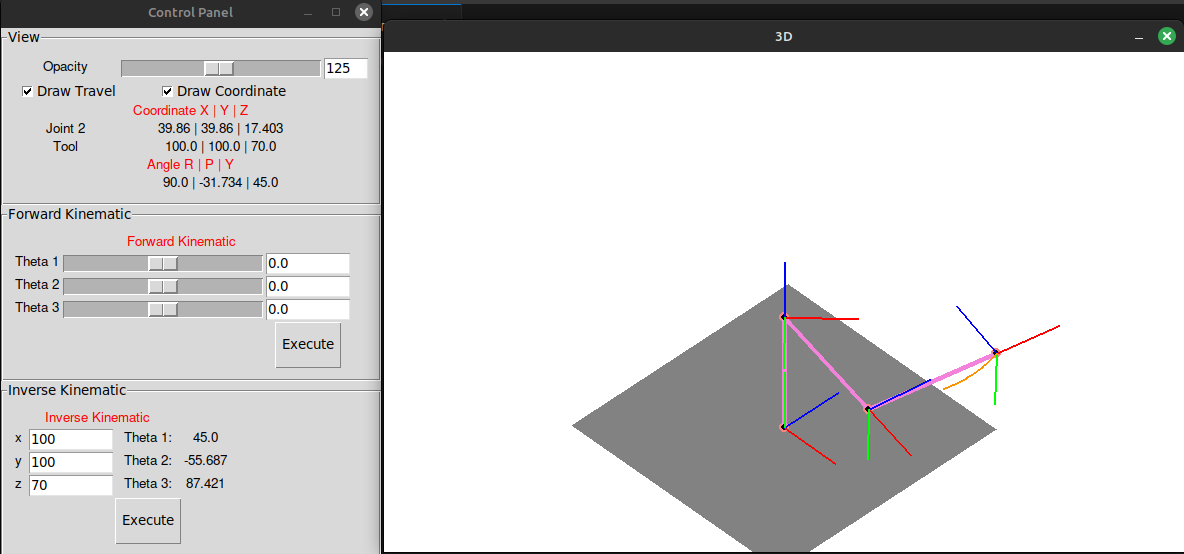 Control Panel
3D
View
Opacity 125
Draw Travel Draw Coordinate
Coordinate X | Y | Z
Joint 2 39.86 | 39.86 | 17.403
Tool 100.0 | 100.0 | 70.0
Angle R | P | Y
90.0 | -31.734 | 45.0
Forward Kinematic
Forward Kinematic
Theta 1 0.0
Theta 2 0.0
Theta 3 0.0
Execute
Inverse Kinematic
Inverse Kinematic
x 100 Theta 1: 45.0
y 100 Theta 2: -55.687
z 70 Theta 3: 87.421
Execute